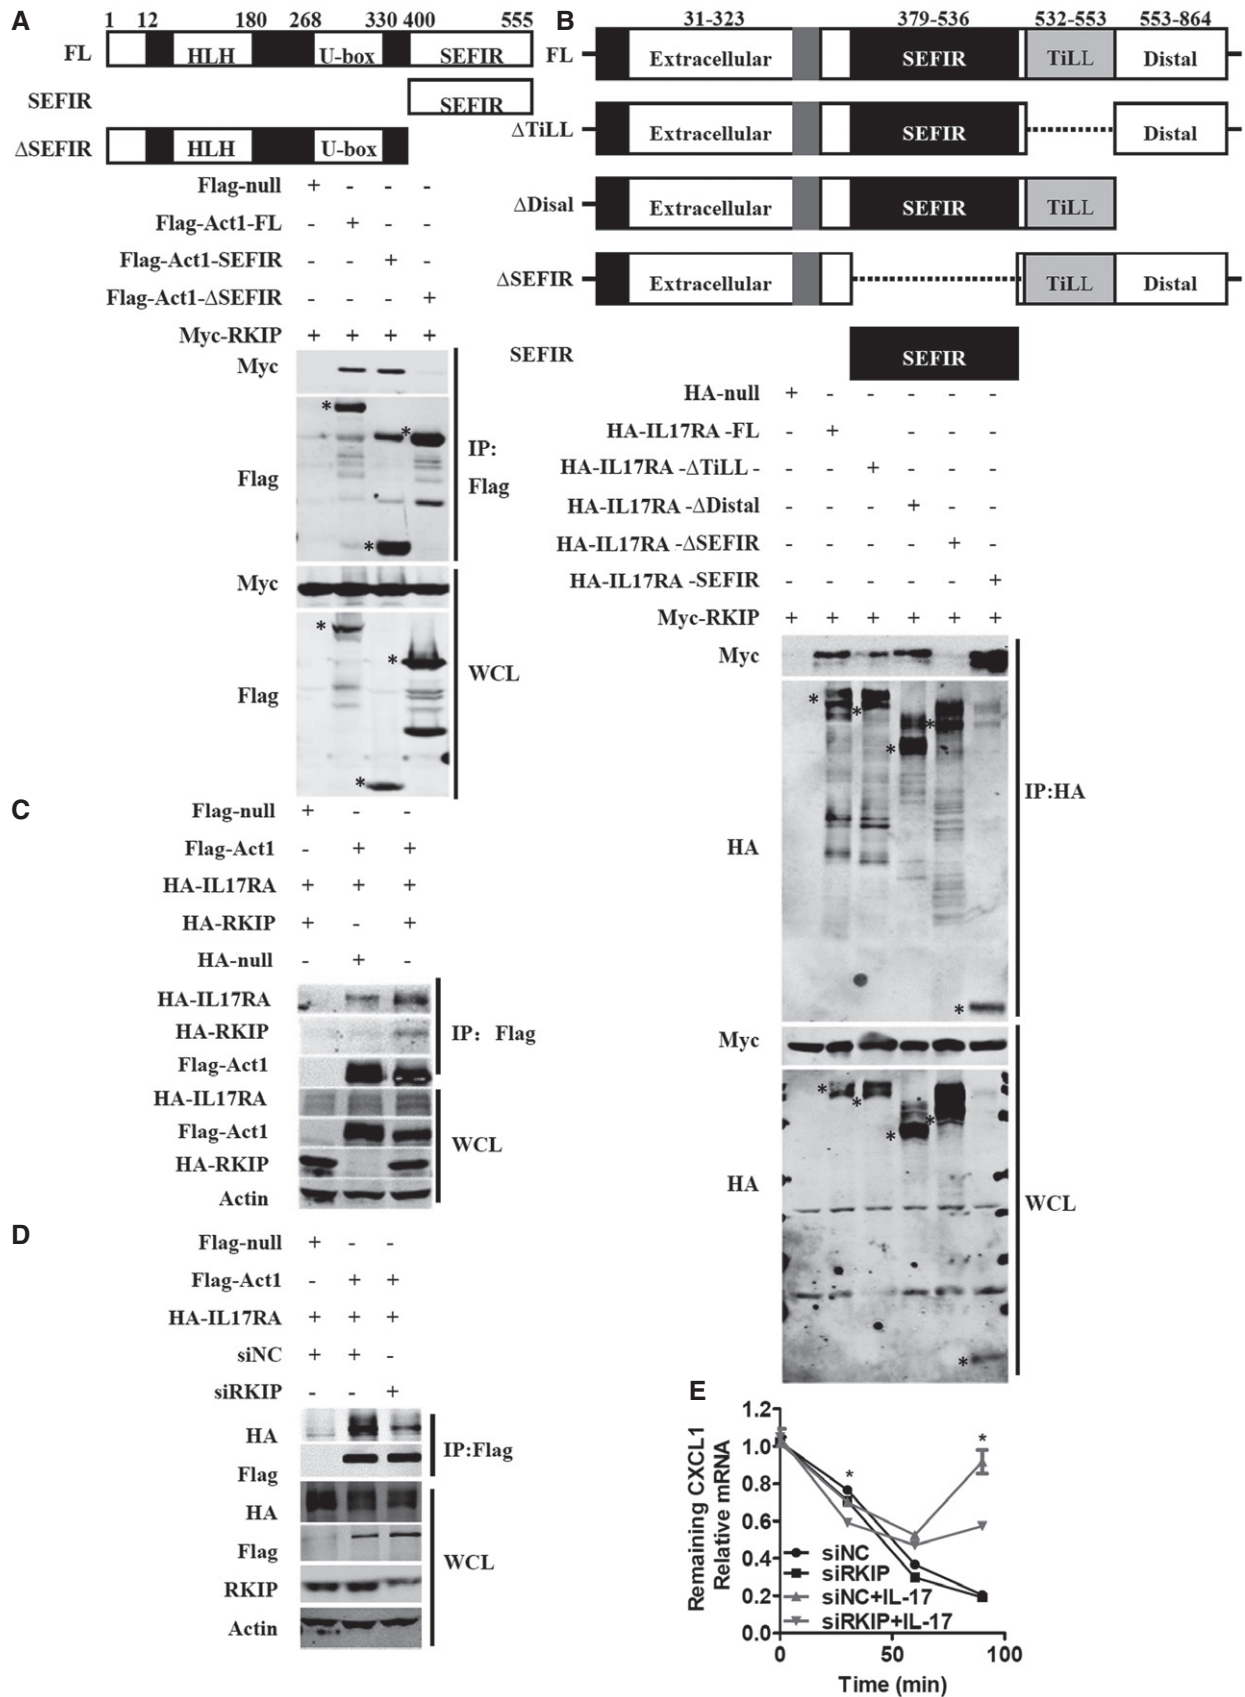 A
1 12 180 268 330 400 555
FL HLH U-box SEFIR
SEFIR SEFIR
ΔSEFIR HLH U-box
Flag-null + - - -
Flag-Act1-FL - + - -
Flag-Act1-SEFIR - - + -
Flag-Act1-ΔSEFIR - - - +
Myc-RKIP + + + +
Myc
*
*
Flag
*
IP:
Flag
Myc
*
*
Flag
*
WCL
B
31-323 379-536 532-553 553-864
FL Extracellular SEFIR TiLL Distal
ΔTiLL Extracellular SEFIR Distal
ΔDisal Extracellular SEFIR TiLL
ΔSEFIR Extracellular TiLL Distal
SEFIR SEFIR
HA-null + - - - - -
HA-IL17RA -FL - + - - -
HA-IL17RA -ΔTiLL - - - + - - -
HA-IL17RA -ΔDistal - - - + - -
HA-IL17RA -ΔSEFIR - - - - + -
HA-IL17RA -SEFIR - - - - - +
Myc-RKIP + + + + + +
Myc
* * * *
HA
*
IP:HA
Myc
* * * *
HA
*
WCL
C
Flag-null + - -
Flag-Act1 - + +
HA-IL17RA + + +
HA-RKIP + - +
HA-null - + -
HA-IL17RA
HA-RKIP
Flag-Act1
IP: Flag
HA-IL17RA
Flag-Act1
HA-RKIP
Actin
WCL
D
Flag-null + - -
Flag-Act1 - + +
HA-IL17RA + + +
siNC + + -
siRKIP - - +
HA
Flag
IP:Flag
HA
Flag
RKIP
Actin
WCL
E
Remaining CXCL1
Relative mRNA
1.2
1.0
0.8
0.6
0.4
0.2
0.0
* *
siNC
siRKIP
siNC+IL-17
siRKIP+IL-17
0 50 100
Time (min)